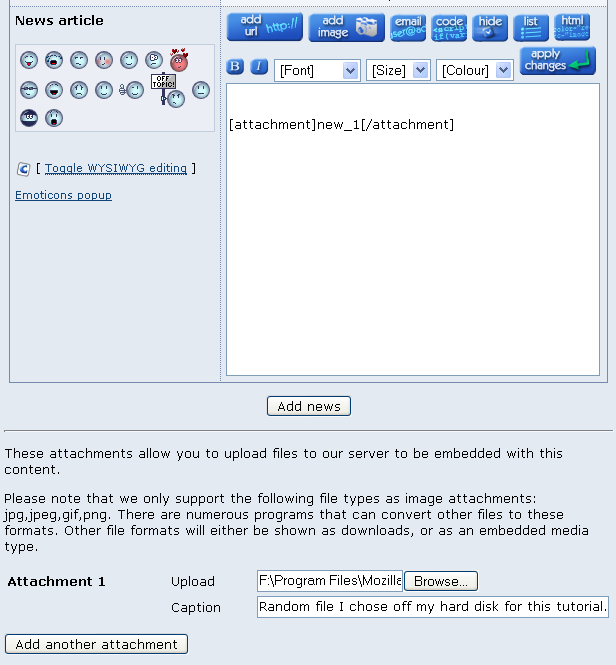 News article
add url http://
add image
email user@ac
code <script if(var
hide
list
html
B I [Font] [Size] [Colour] apply changes
OFF TOPIC!
[attachment]new_1[/attachment]
[ Toggle WYSIWYG editing ]
Emoticons popup
Add news
These attachments allow you to upload files to our server to be embedded with this
content.
Please note that we only support the following file types as image attachments:
jpg,jpeg,gif,png. There are numerous programs that can convert other files to these
formats. Other file formats will either be shown as downloads, or as an embedded media
type.
Attachment 1 Upload F:\Program Files\Mozilla Browse...
Caption Random file I chose off my hard disk for this tutorial.
Add another attachment